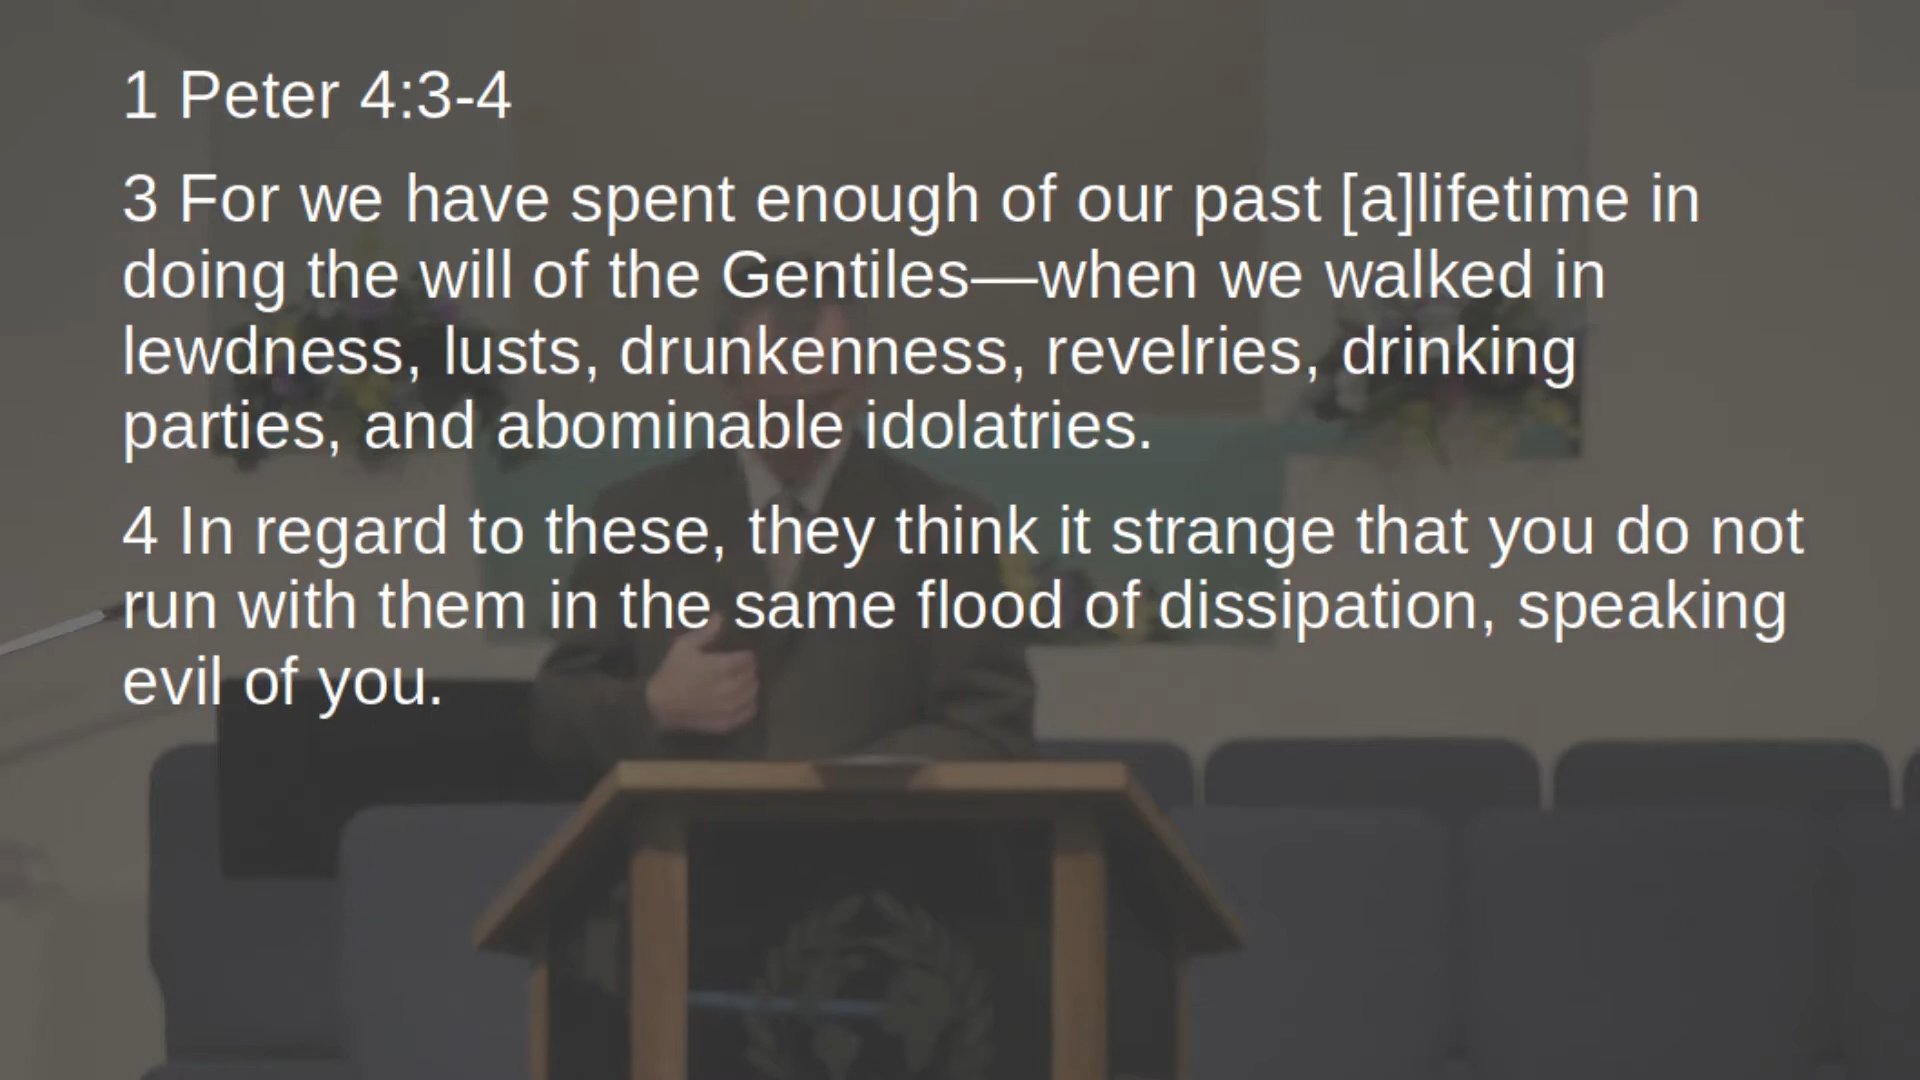 1 Peter 4:3-4
3 For we have spent enough of our past [a]lifetime in
doing the will of the Gentiles—when we walked in
lewdness, lusts, drunkenness, revelries, drinking
parties, and abominable idolatries.
4 In regard to these, they think it strange that you do not
run with them in the same flood of dissipation, speaking
evil of you.